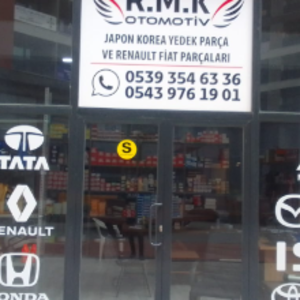 R.M.K
OTOMOTİV
JAPON KOREA YEDEK PARÇA
VE RENAULT FİAT PARÇALARI
0539 354 63 36
0543 976 19 01
S
TATA
RENAULT
HONDA
IS